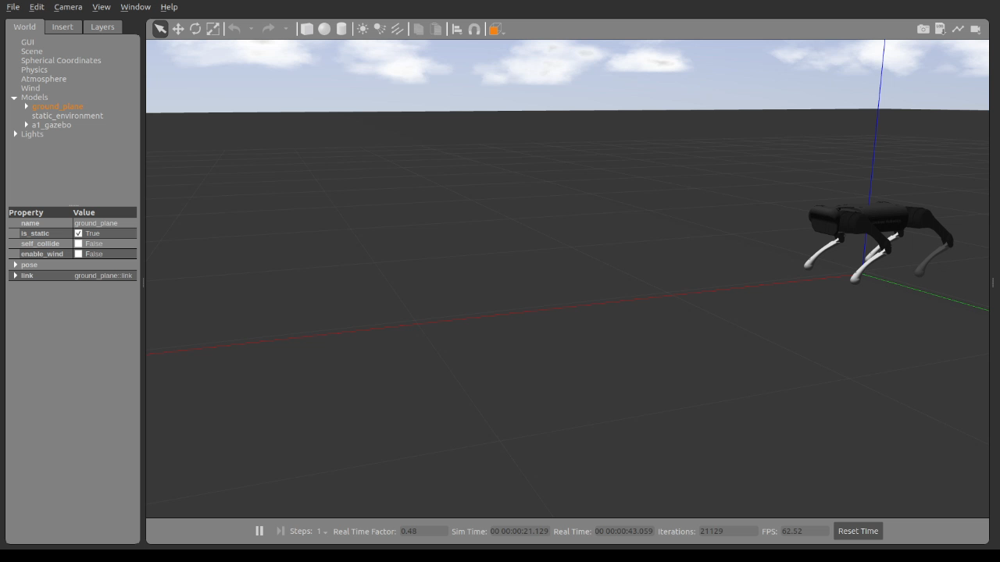 File Edit Camera View Window Help
World Insert Layers
GUI
Scene
Spherical Coordinates
Physics
Atmosphere
Wind
Models
ground_plane
static_environment
a1_gazebo
Lights
Property Value
name ground_plane
is_static True
self_collide False
enable_wind False
pose
link ground_plane::link
Steps: 1 Real Time Factor: 0.48 Sim Time: 00 00:00:21.129 Real Time: 00 00:00:43.059 Iterations: 21129 FPS: 62.52 Reset Time